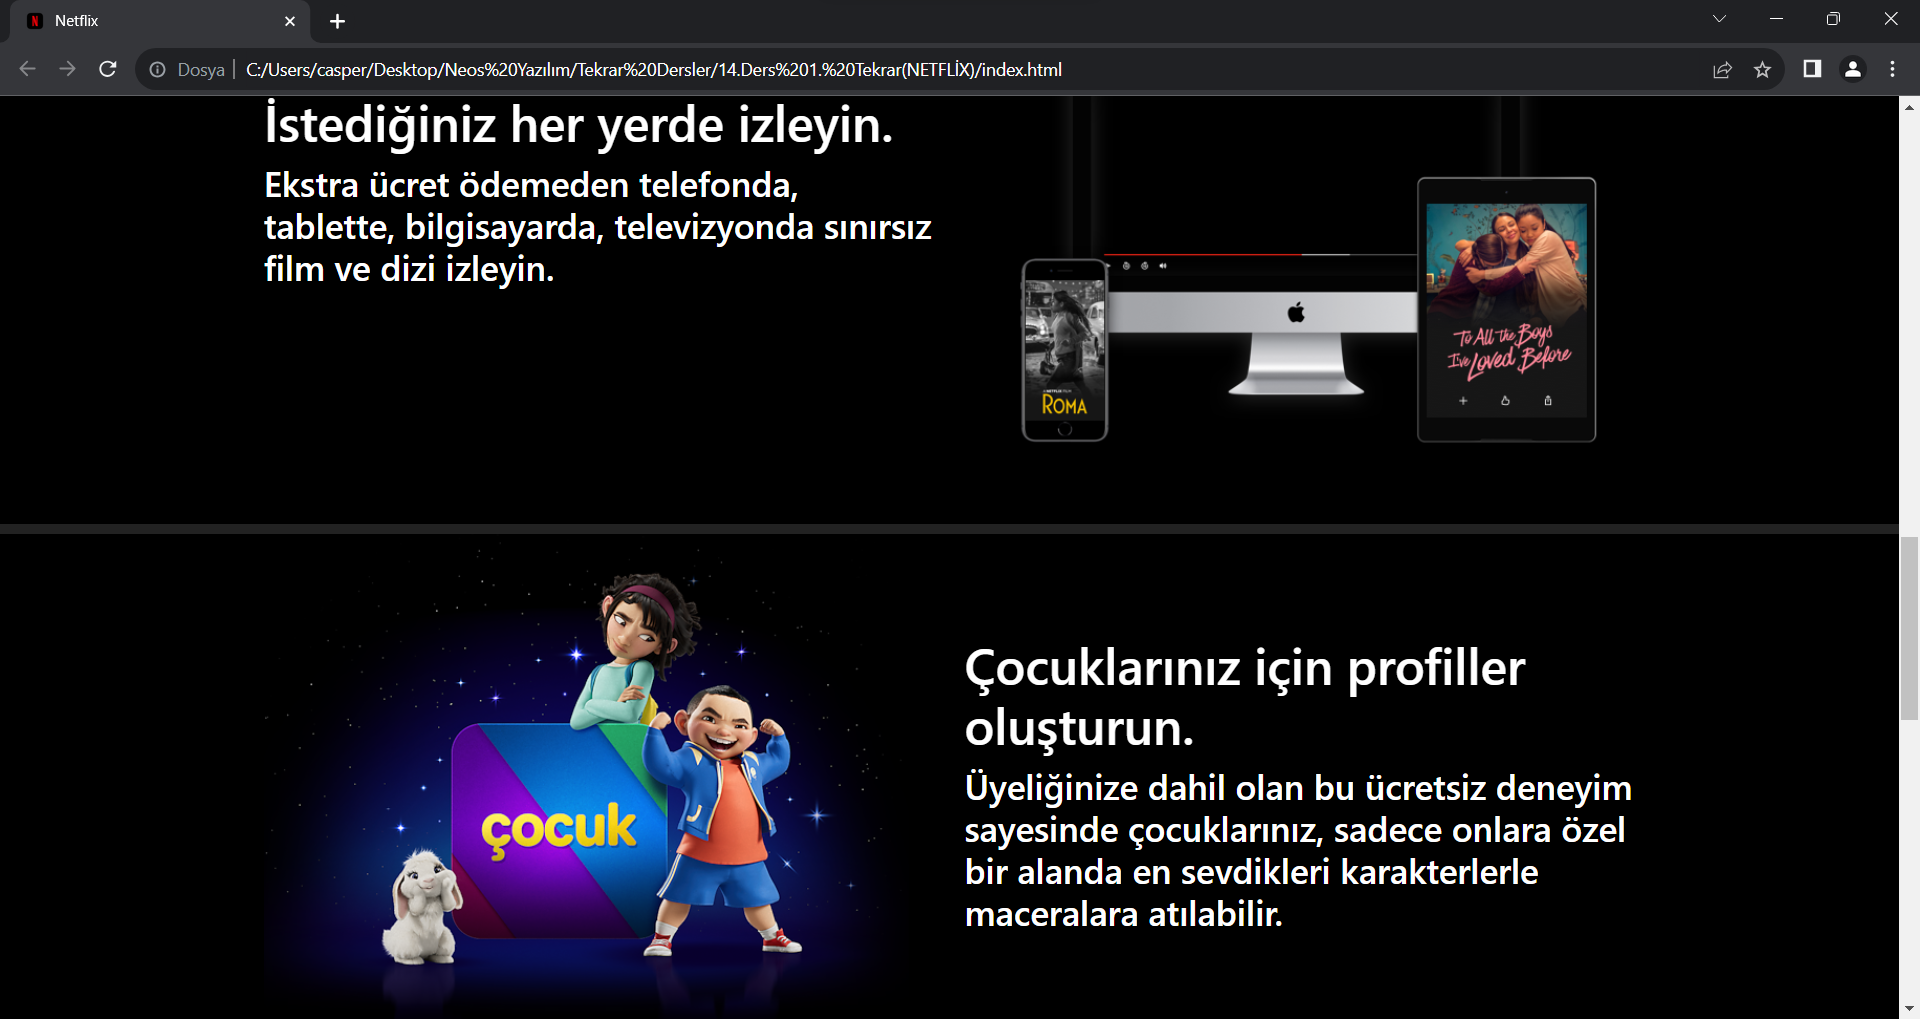 Netflix
Dosya
C:/Users/casper/Desktop/Neos%20Yazılım/Tekrar%20Dersler/14.Ders%201.%20Tekrar(NETFLİX)/index.html
İstediğiniz her yerde izleyin.
Ekstra ücret ödemeden telefonda,
tablette, bilgisayarda, televizyonda sınırsız
film ve dizi izleyin.
To All The Boys
I've Loved Before
ROMA
Çocuklarınız için profiller
oluşturun.
çocuk
Üyeliğinize dahil olan bu ücretsiz deneyim
sayesinde çocuklarınız, sadece onlara özel
bir alanda en sevdikleri karakterlerle
maceralara atılabilir.